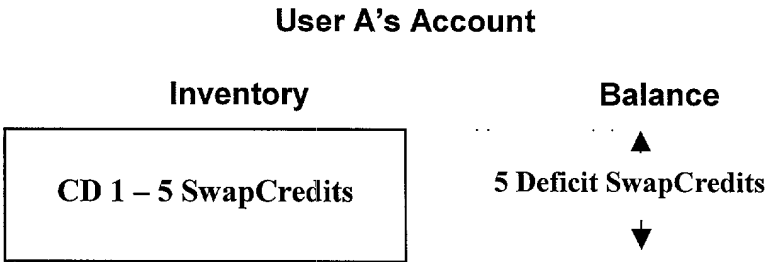 User A's Account
Inventory
Balance
CD 1 – 5 SwapCredits
5 Deficit SwapCredits